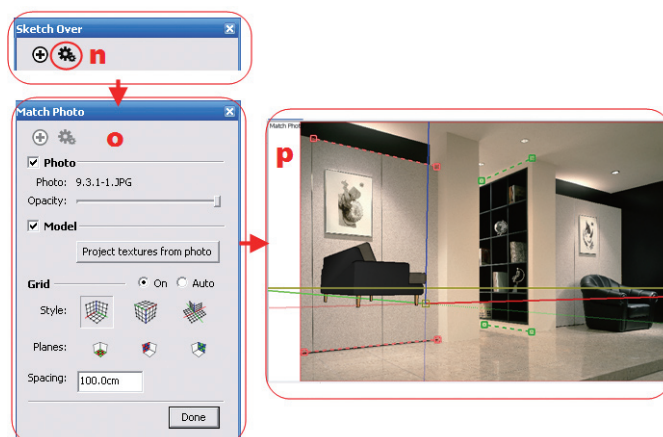 Sketch Over
n
Match Photo
o
Photo
Photo: 9.3.1-1.JPG
Opacity:
Model
Project textures from photo
Grid On Auto
Style:
Planes:
Spacing: 100.0cm
Done
Match Phot
p